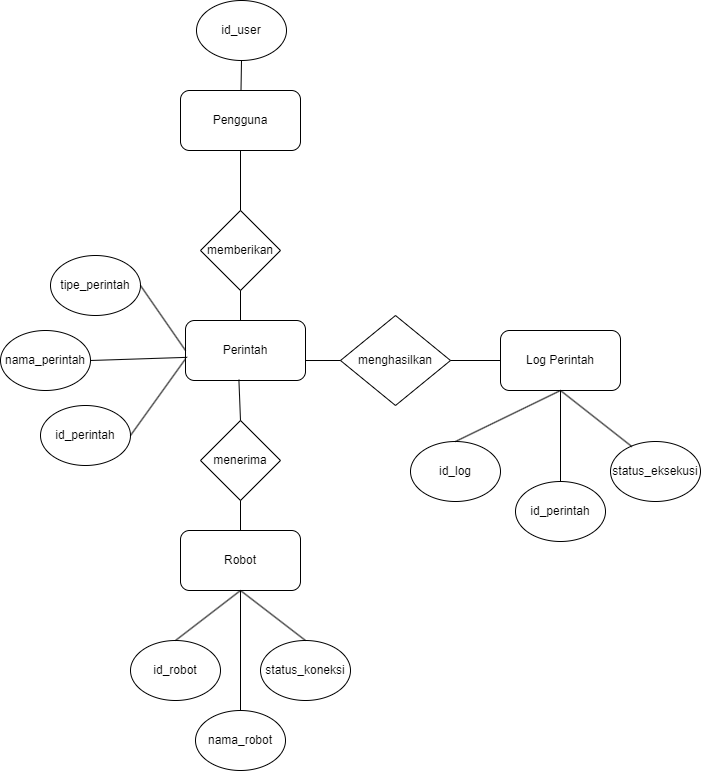 id_user
Pengguna
memberikan
tipe_perintah
nama_perintah
id_perintah
Perintah
menghasilkan
Log Perintah
id_log
id_perintah
status_eksekusi
menerima
Robot
id_robot
status_koneksi
nama_robot